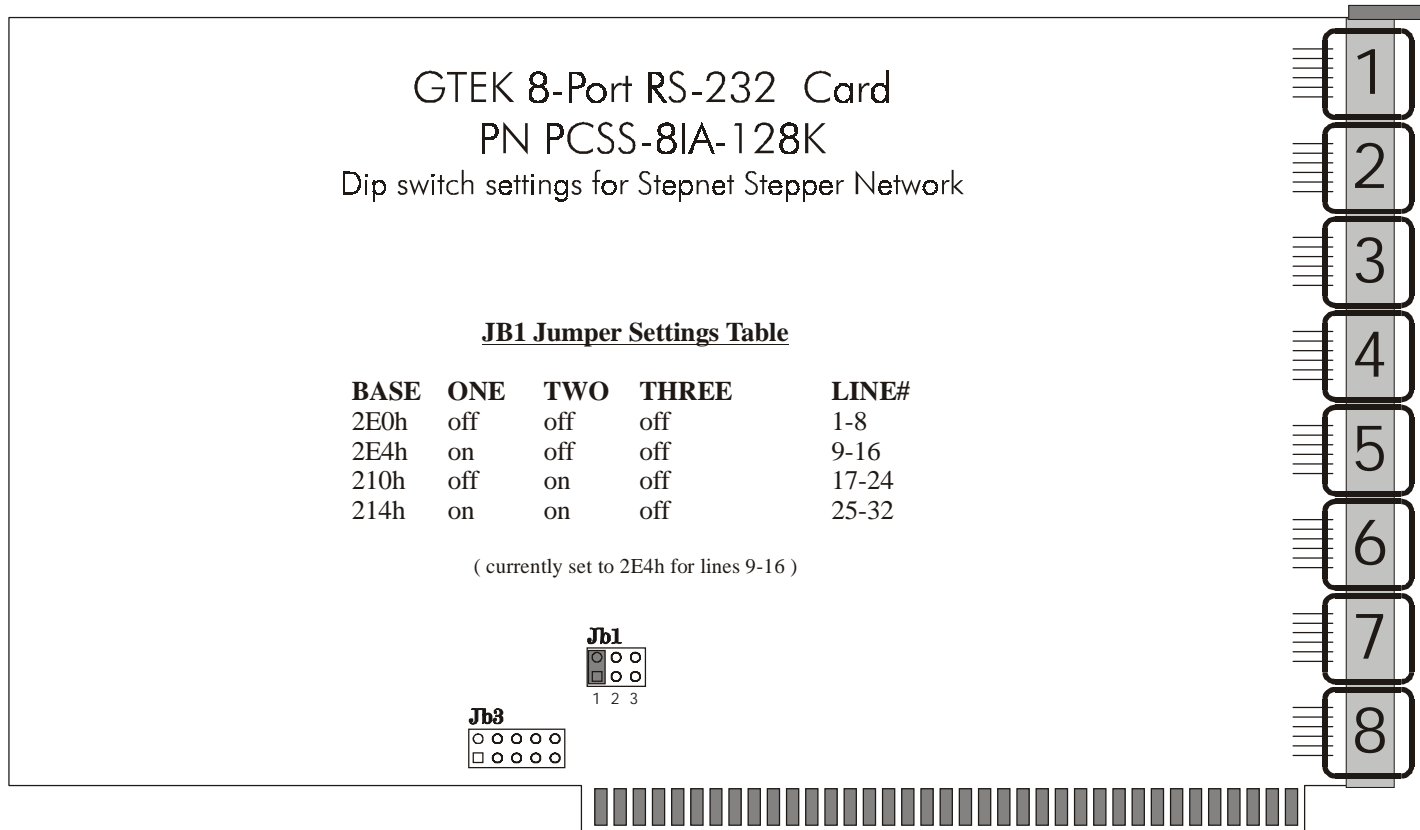 GTEK 8-Port RS-232 Card
PN PCSS-8IA-128K
Dip switch settings for Stepnet Stepper Network
JB1 Jumper Settings Table
BASE ONE TWO THREE LINE#
2E0h off off off 1-8
2E4h on off off 9-16
210h off on off 17-24
214h on on off 25-32
( currently set to 2E4h for lines 9-16 )
Jb1
1 2 3
Jb3
1
2
3
4
5
6
7
8